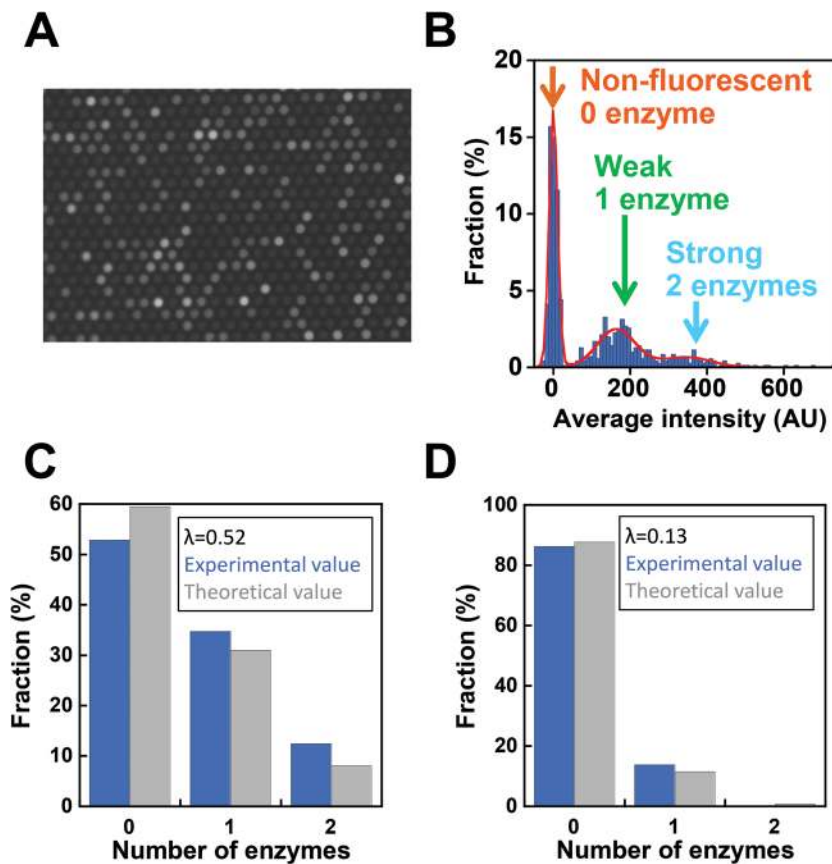 A
B
20
15
10
5
0
Fraction (%)
Non-fluorescent
0 enzyme
Weak
1 enzyme
Strong
2 enzymes
0
200
400
600
Average intensity (AU)
C
60
50
40
30
20
10
0
Fraction (%)
λ=0.52
Experimental value
Theoretical value
0
1
2
Number of enzymes
D
100
80
60
40
20
0
Fraction (%)
λ=0.13
Experimental value
Theoretical value
0
1
2
Number of enzymes